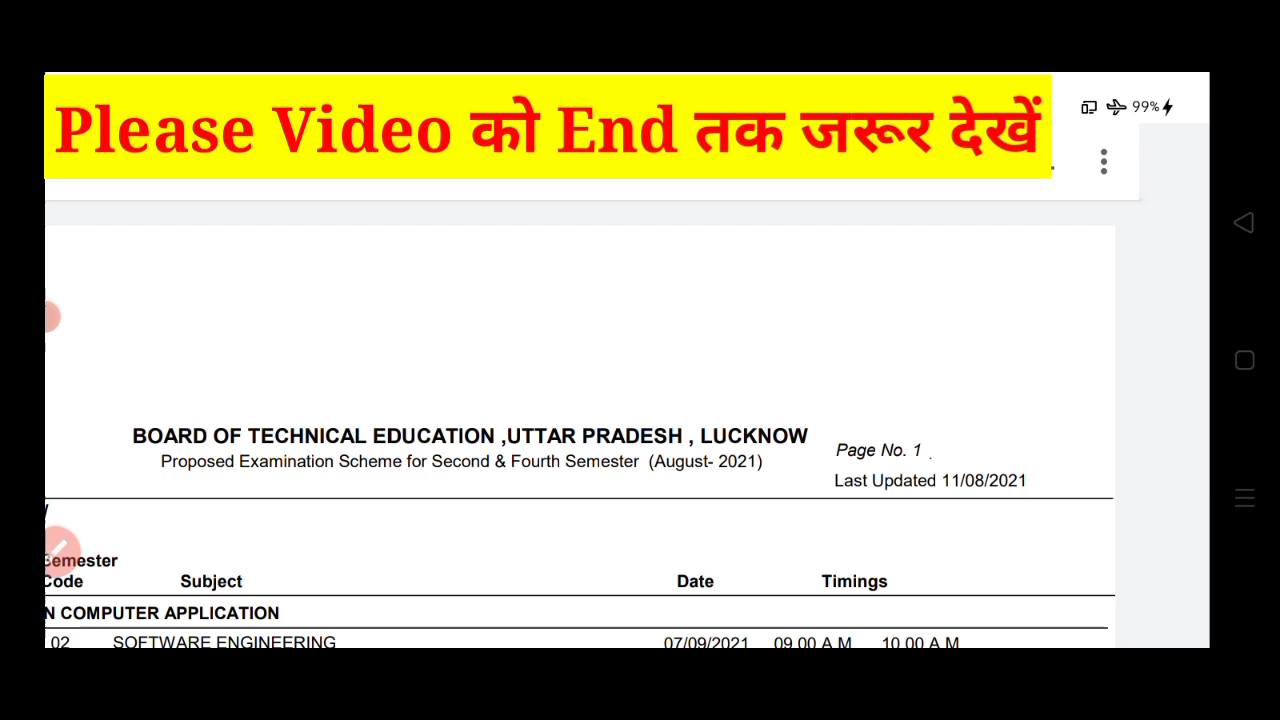 Please Video को End तक जरूर देखें
99%
BOARD OF TECHNICAL EDUCATION ,UTTAR PRADESH , LUCKNOW
Page No. 1 .
Proposed Examination Scheme for Second & Fourth Semester (August- 2021)
Last Updated 11/08/2021
Semester
Code Subject Date Timings
N COMPUTER APPLICATION
02 SOFTWARE ENGINEERING 07/09/2021 09.00 A.M 10.00 A.M